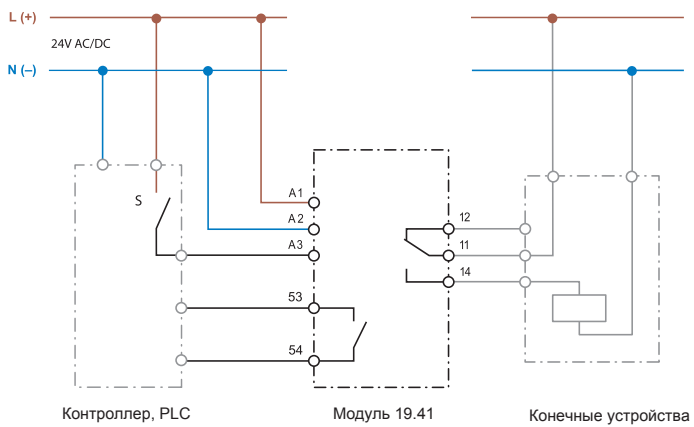 L (+)
24V AC/DC
N (–)
S
A1
A2
A3
53
54
12
11
14
Контроллер, PLC
Модуль 19.41
Конечные устройства